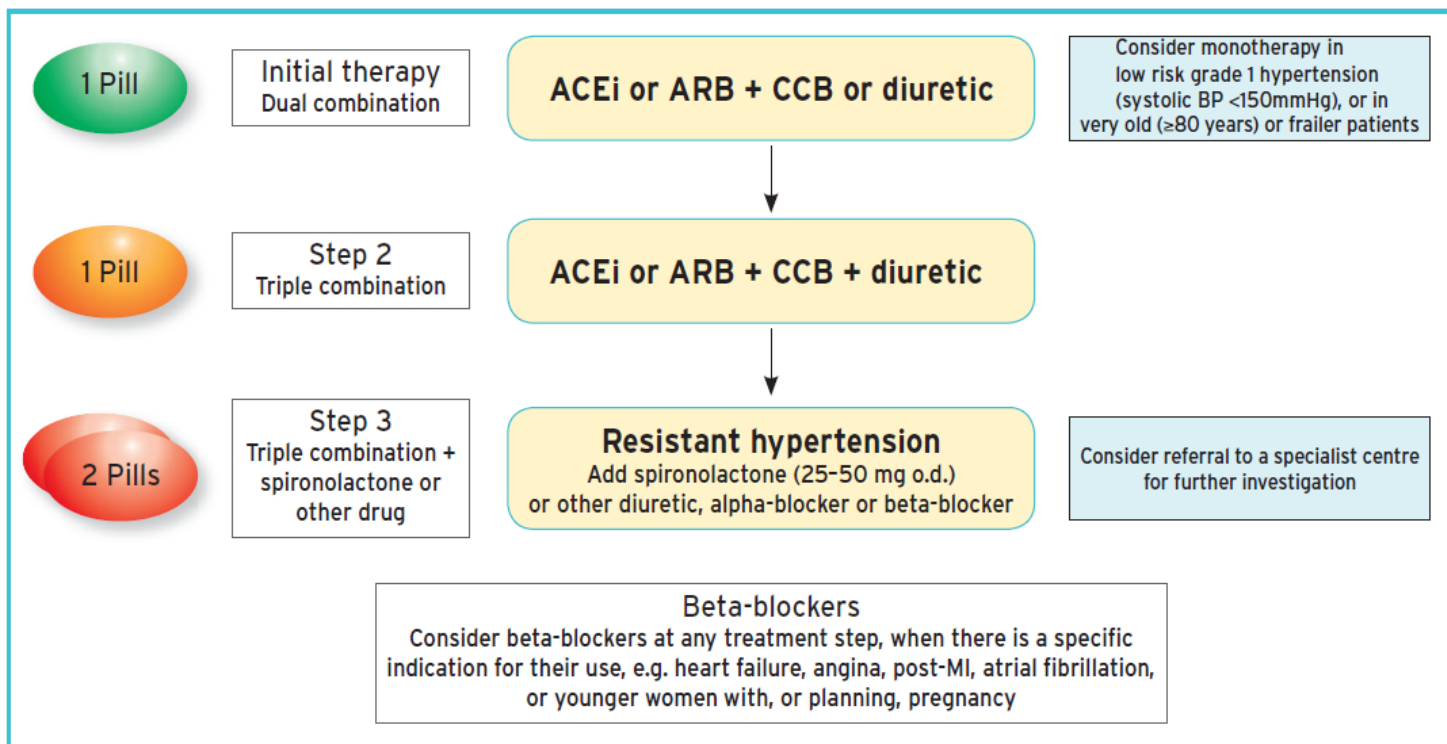 1 Pill
Initial therapy
Dual combination
ACEi or ARB + CCB or diuretic
Consider monotherapy in
low risk grade 1 hypertension
(systolic BP <150mmHg), or in
very old (≥80 years) or frailer patients
1 Pill
Step 2
Triple combination
ACEi or ARB + CCB + diuretic
2 Pills
Step 3
Triple combination +
spironolactone or
other drug
Resistant hypertension
Add spironolactone (25–50 mg o.d.)
or other diuretic, alpha-blocker or beta-blocker
Consider referral to a specialist centre
for further investigation
Beta-blockers
Consider beta-blockers at any treatment step, when there is a specific
indication for their use, e.g. heart failure, angina, post-MI, atrial fibrillation,
or younger women with, or planning, pregnancy